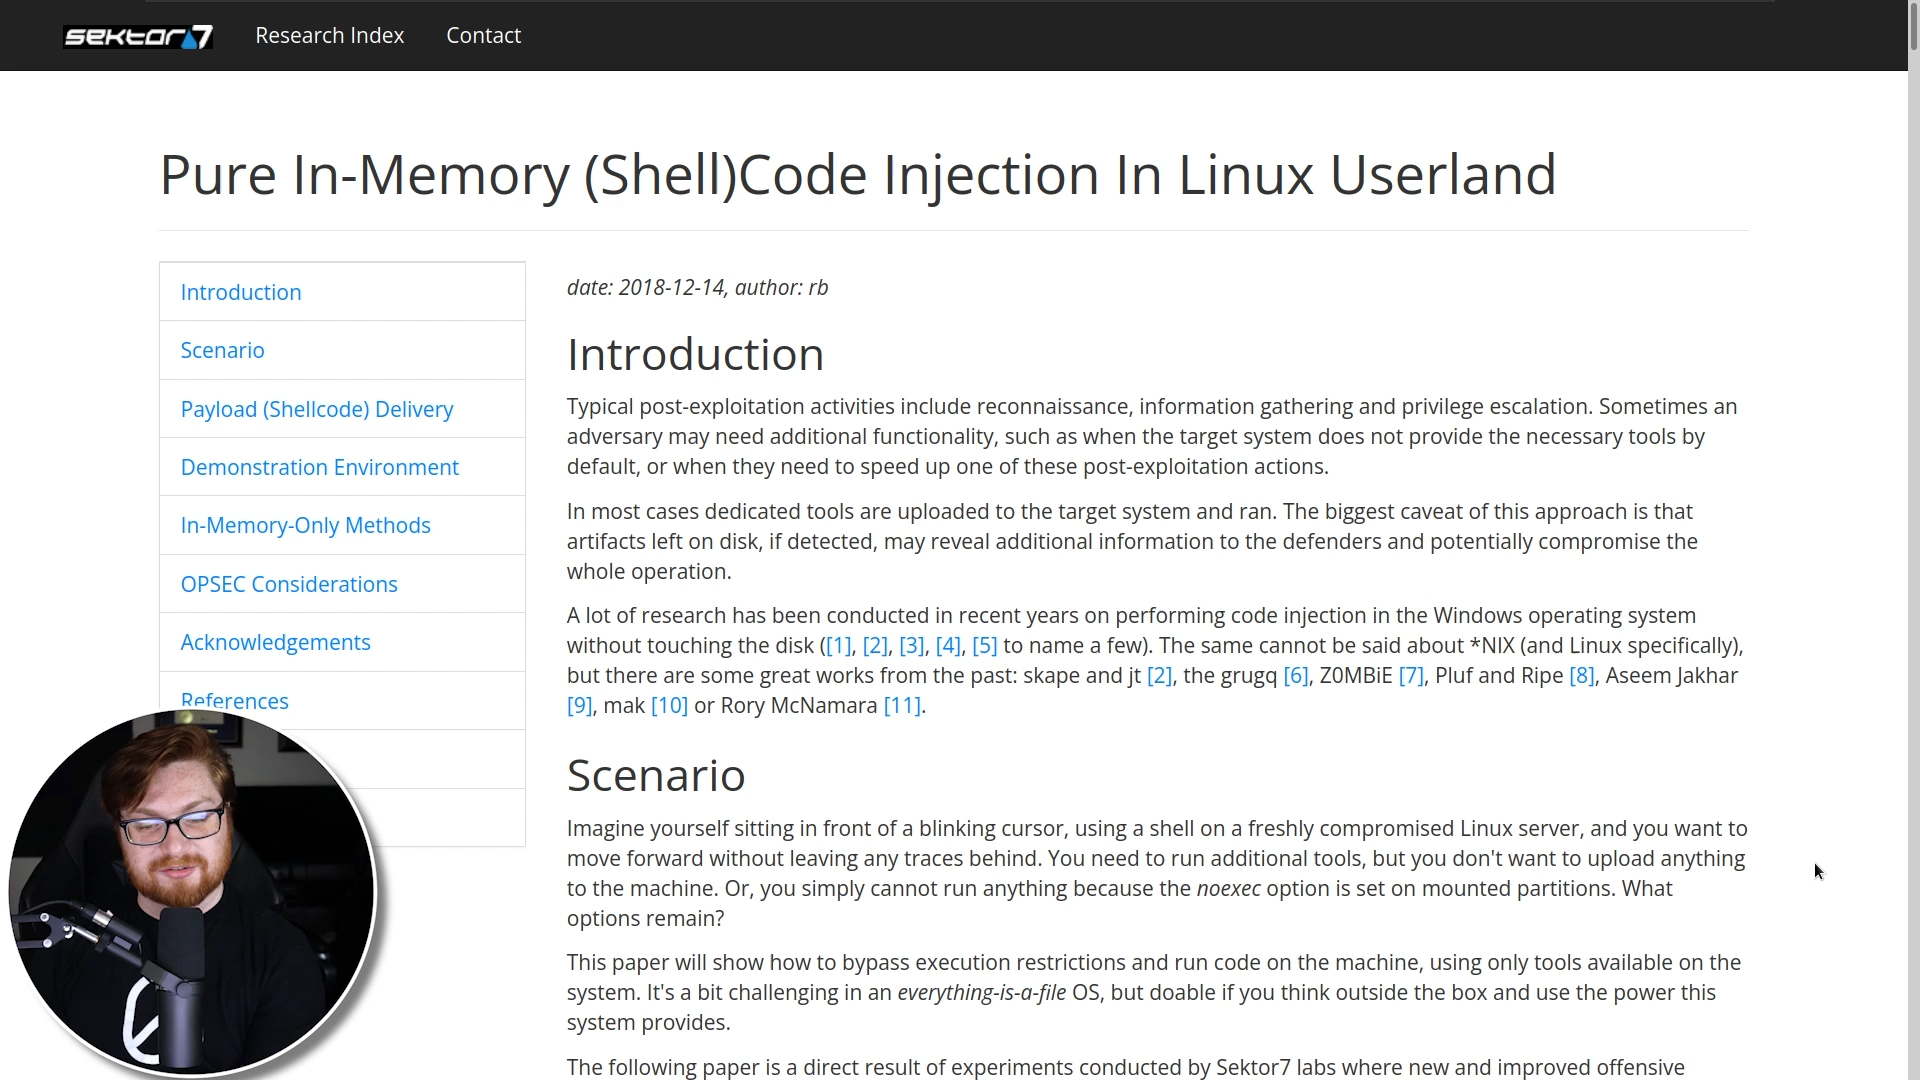 sektor7
Research Index
Contact
Pure In-Memory (Shell)Code Injection In Linux Userland
Introduction
Scenario
Payload (Shellcode) Delivery
Demonstration Environment
In-Memory-Only Methods
OPSEC Considerations
Acknowledgements
References
date: 2018-12-14, author: rb
Introduction
Typical post-exploitation activities include reconnaissance, information gathering and privilege escalation. Sometimes an
adversary may need additional functionality, such as when the target system does not provide the necessary tools by
default, or when they need to speed up one of these post-exploitation actions.
In most cases dedicated tools are uploaded to the target system and ran. The biggest caveat of this approach is that
artifacts left on disk, if detected, may reveal additional information to the defenders and potentially compromise the
whole operation.
A lot of research has been conducted in recent years on performing code injection in the Windows operating system
without touching the disk ([1], [2], [3], [4], [5] to name a few). The same cannot be said about *NIX (and Linux specifically),
but there are some great works from the past: skape and jt [2], the grugq [6], Z0MBiE [7], Pluf and Ripe [8], Aseem Jakhar
[9], mak [10] or Rory McNamara [11].
Scenario
Imagine yourself sitting in front of a blinking cursor, using a shell on a freshly compromised Linux server, and you want to
move forward without leaving any traces behind. You need to run additional tools, but you don't want to upload anything
to the machine. Or, you simply cannot run anything because the noexec option is set on mounted partitions. What
options remain?
This paper will show how to bypass execution restrictions and run code on the machine, using only tools available on the
system. It's a bit challenging in an everything-is-a-file OS, but doable if you think outside the box and use the power this
system provides.
The following paper is a direct result of experiments conducted by Sektor7 labs where new and improved offensive